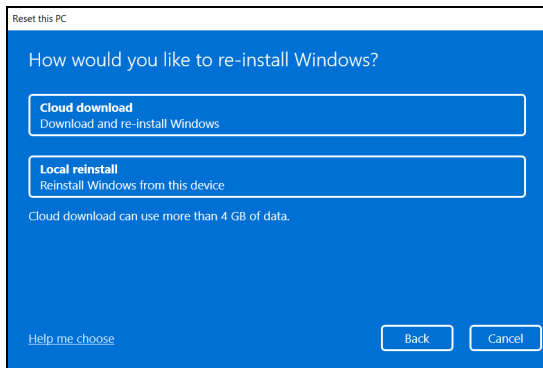 Reset this PC
How would you like to re-install Windows?
Cloud download
Download and re-install Windows
Local reinstall
Reinstall Windows from this device
Cloud download can use more than 4 GB of data.
Help me choose
Back
Cancel